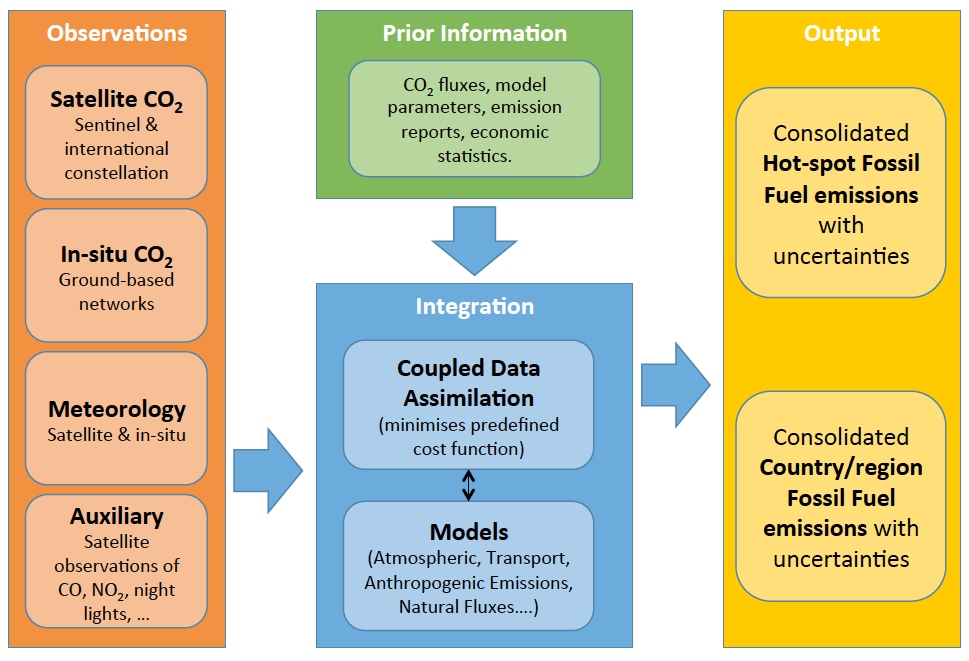 Observations
Satellite CO₂
Sentinel &
international
constellation
In-situ CO₂
Ground-based
networks
Meteorology
Satellite & in-situ
Auxiliary
Satellite
observations of
CO, NO₂, night
lights, ...
Prior Information
CO₂ fluxes, model
parameters, emission
reports, economic
statistics.
Integration
Coupled Data
Assimilation
(minimises predefined
cost function)
Models
(Atmospheric, Transport,
Anthropogenic Emissions,
Natural Fluxes....)
Output
Consolidated
Hot-spot Fossil
Fuel emissions
with
uncertainties
Consolidated
Country/region
Fossil Fuel
emissions with
uncertainties